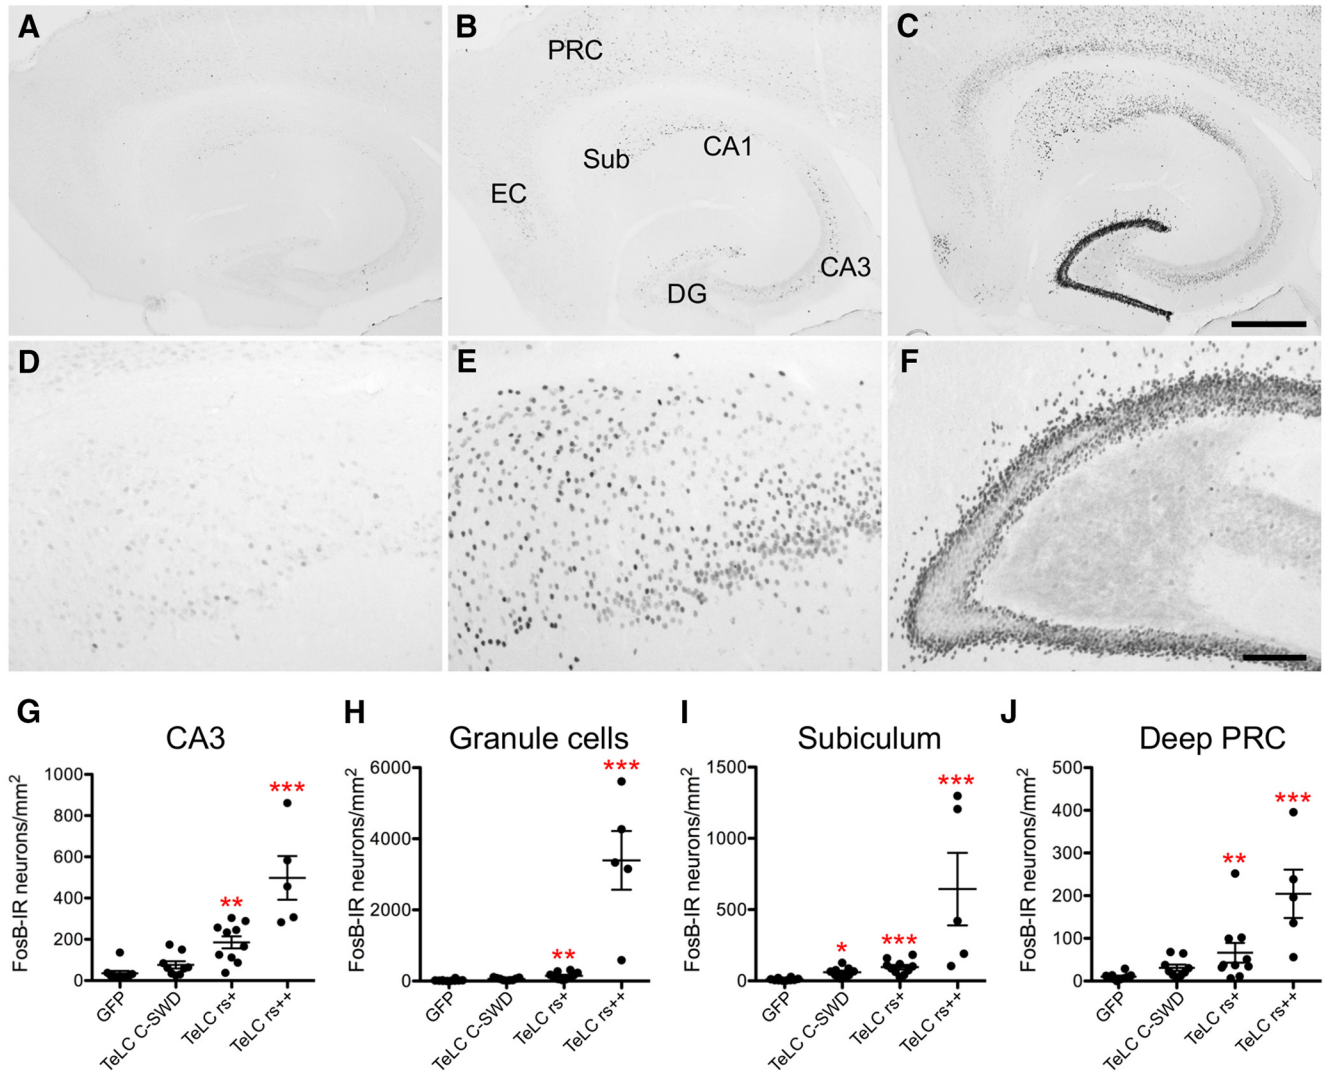 A
B
C
PRC
CA1
Sub
EC
CA3
DG
D
E
F
G
H
I
J
CA3
Granule cells
Subiculum
Deep PRC
FosB-IR neurons/mm²
1000
800
600
400
200
0
**
***
GFP
TeLC C-SWD
TeLC rs+
TeLC rs++
FosB-IR neurons/mm²
6000
4000
2000
0
**
***
GFP
TeLC C-SWD
TeLC rs+
TeLC rs++
FosB-IR neurons/mm²
1500
1000
500
0
*
***
***
GFP
TeLC C-SWD
TeLC rs+
TeLC rs++
FosB-IR neurons/mm²
500
400
300
200
100
0
**
***
GFP
TeLC C-SWD
TeLC rs+
TeLC rs++